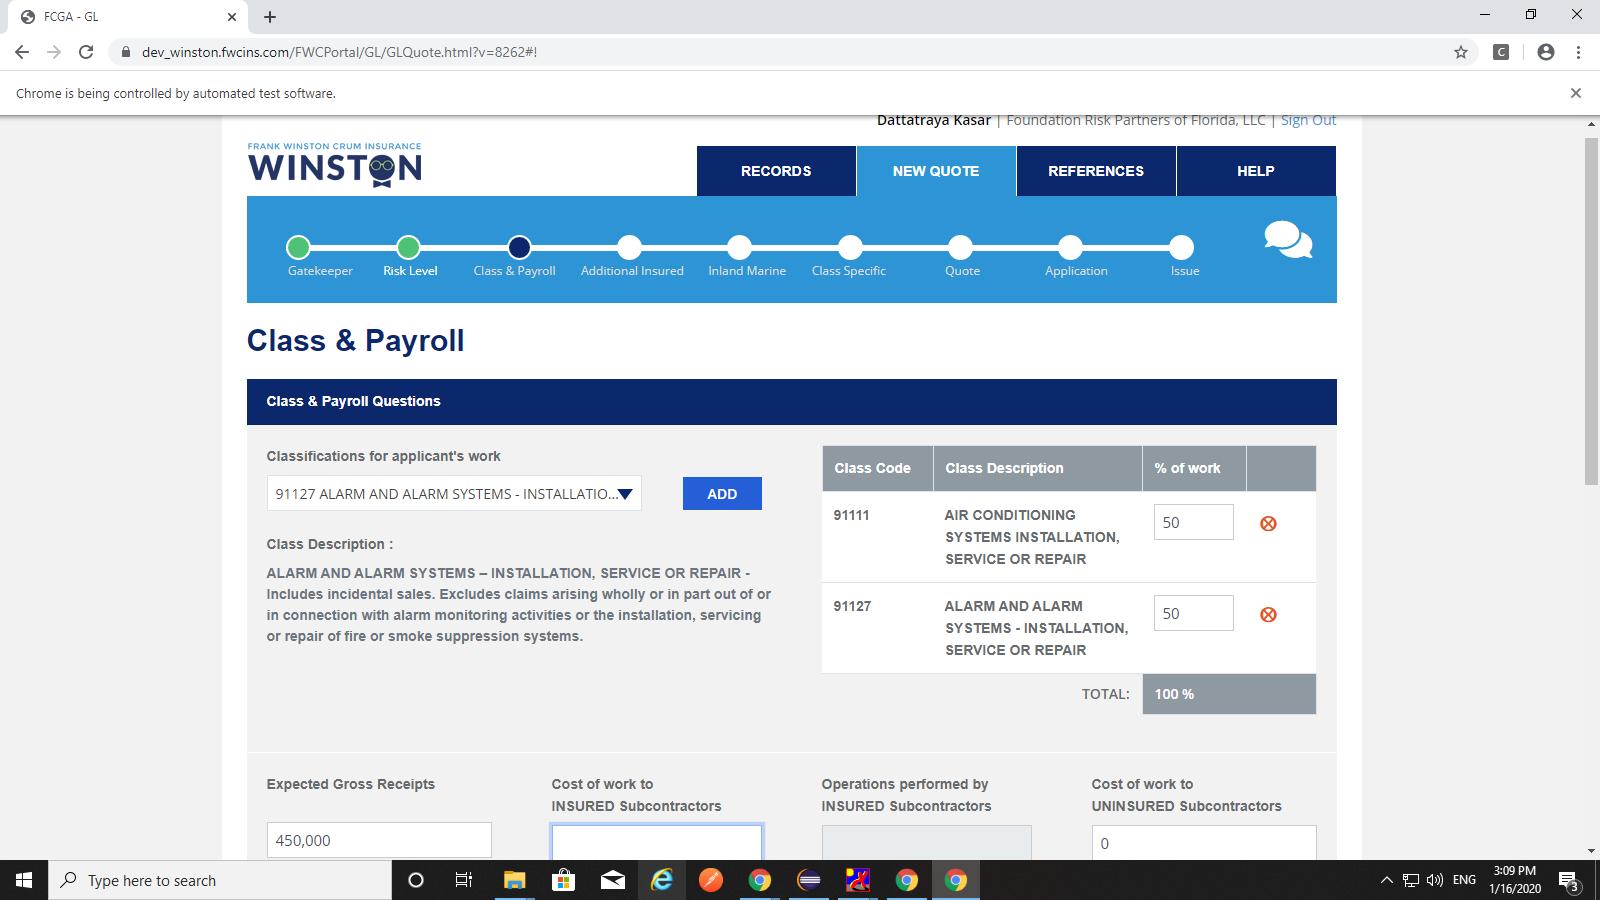 FCGA - GL
dev_winston.fwcins.com/FWCPortal/GL/GLQuote.html?v=8262#!
C
Chrome is being controlled by automated test software.
Dattatraya Kasar | Foundation Risk Partners of Florida, LLC | Sign Out
FRANK WINSTON CRUM INSURANCE
WINSTON
RECORDS
NEW QUOTE
REFERENCES
HELP
Gatekeeper
Risk Level
Class & Payroll
Additional Insured
Inland Marine
Class Specific
Quote
Application
Issue
Class & Payroll
Class & Payroll Questions
Classifications for applicant's work
91127 ALARM AND ALARM SYSTEMS - INSTALLATIO...
ADD
Class Description :
ALARM AND ALARM SYSTEMS – INSTALLATION, SERVICE OR REPAIR -
Includes incidental sales. Excludes claims arising wholly or in part out of or
in connection with alarm monitoring activities or the installation, servicing
or repair of fire or smoke suppression systems.
Class Code
Class Description
% of work
91111
AIR CONDITIONING
SYSTEMS INSTALLATION,
SERVICE OR REPAIR
50
91127
ALARM AND ALARM
SYSTEMS - INSTALLATION,
SERVICE OR REPAIR
50
TOTAL:
100 %
Expected Gross Receipts
450,000
Cost of work to
INSURED Subcontractors
Operations performed by
INSURED Subcontractors
Cost of work to
UNINSURED Subcontractors
0
Type here to search
ENG
3:09 PM
1/16/2020
3